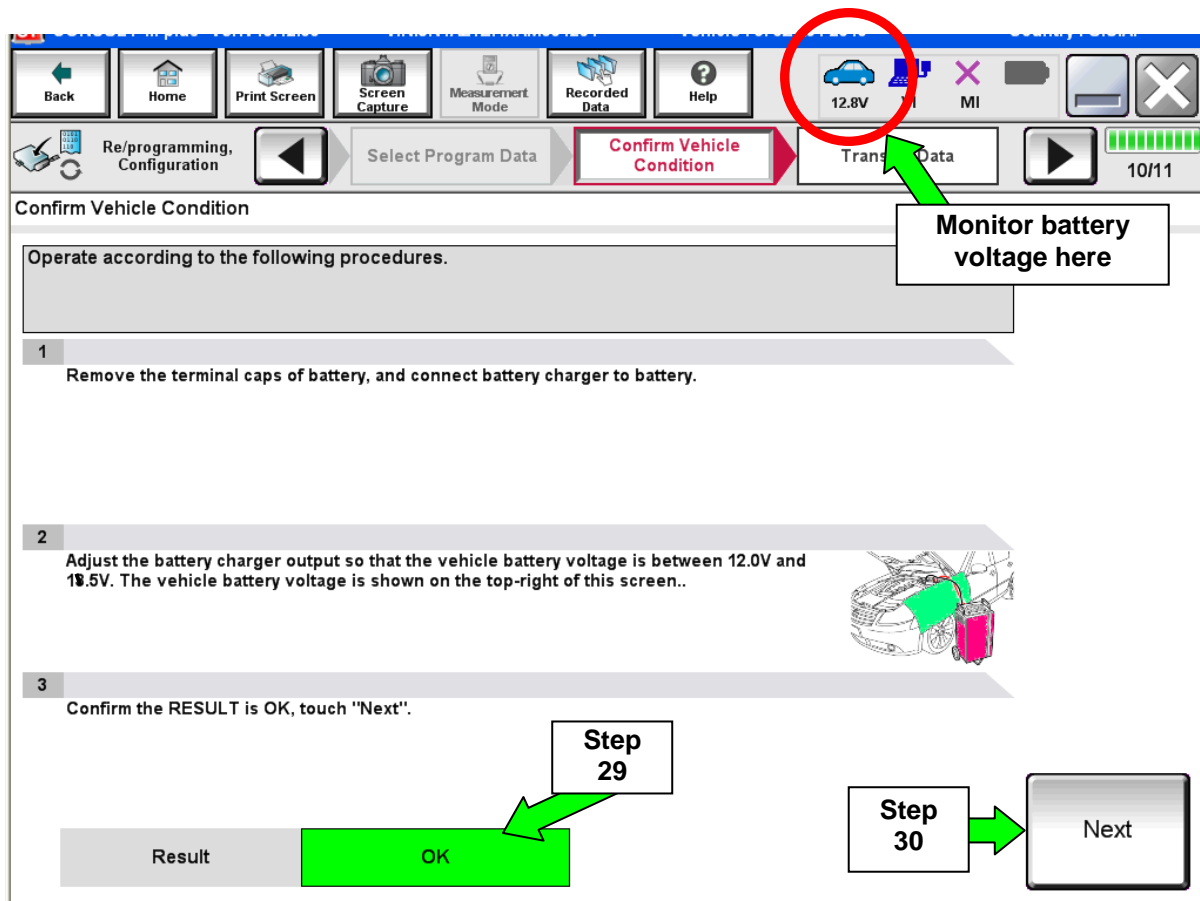 Back
Home
Print Screen
Screen
Capture
Measurement
Mode
Recorded
Data
Help
12.8V
MI
Re/programming,
Configuration
Select Program Data
Confirm Vehicle
Condition
Data
10/11
Confirm Vehicle Condition
Monitor battery
voltage here
Operate according to the following procedures.
1
Remove the terminal caps of battery, and connect battery charger to battery.
2
Adjust the battery charger output so that the vehicle battery voltage is between 12.0V and
The vehicle battery voltage is shown on the top-right of this screen..
3
Confirm the RESULT is OK, touch "Next".
Step
29
Step
30
Result
OK
Next